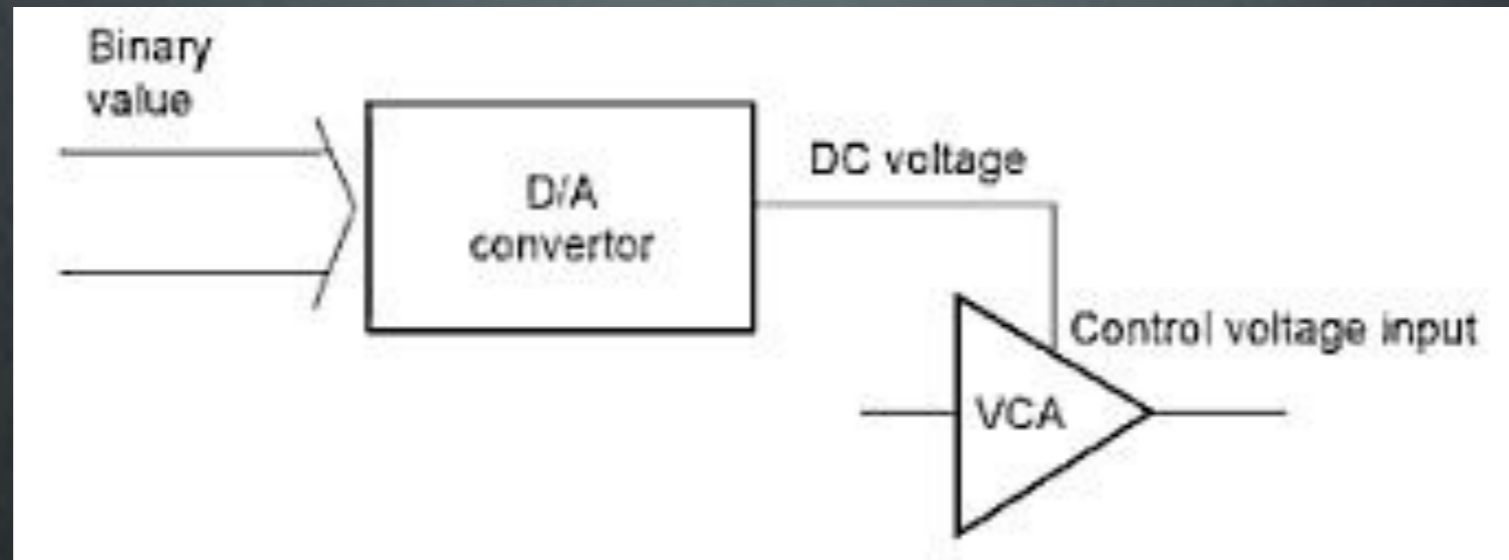 Binary
value
D/A
convertor
DC voltage
Control voltage input
VCA